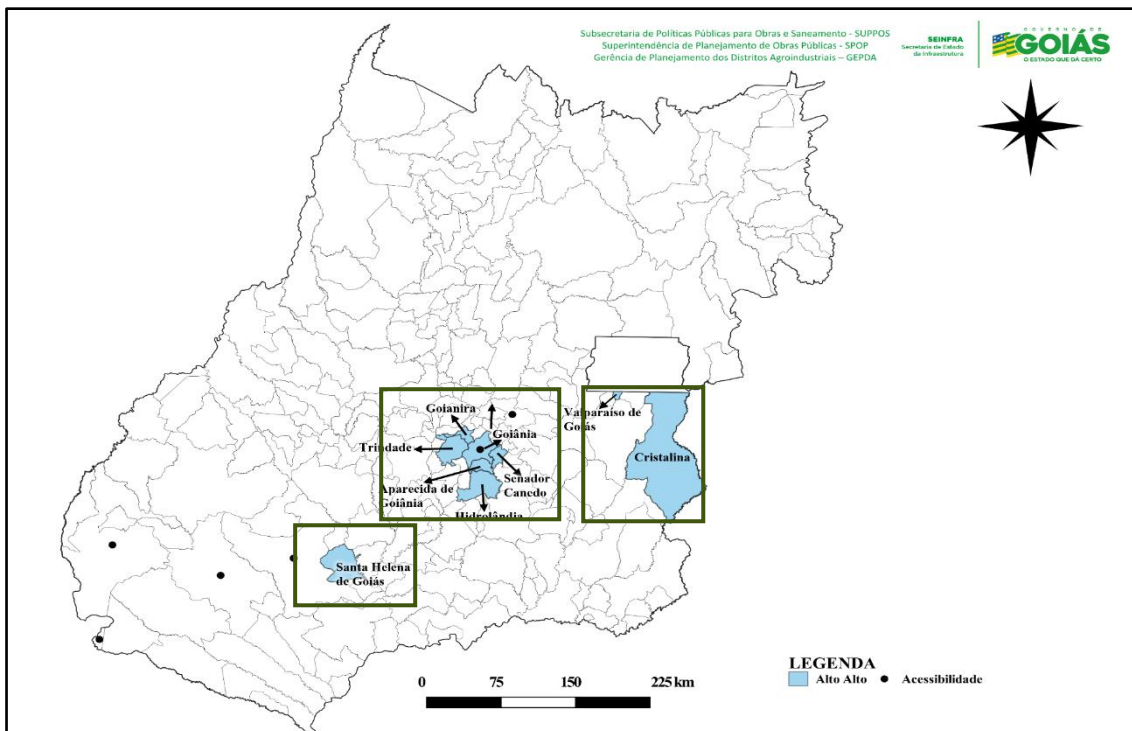 Subsecretaria de Políticas Públicas para Obras e Saneamento - SUPPOS
Superintendência de Planejamento de Obras Públicas - SPOP
Gerência de Planejamento dos Distritos Agroindustriais – GEPDA
SEINFRA
Secretaria de Estado
da Infraestrutura
GOVERNO DE
GOIÁS
O ESTADO QUE DÁ CERTO
Goianira
Goiânia
Trindade
Senador
Canedo
Aparecida de
Goiânia
Hidrolândia
Valparaíso de
Goiás
Cristalina
Santa Helena
de Goiás
LEGENDA
Alto Alto
Acessibilidade
0 75 150 225 km